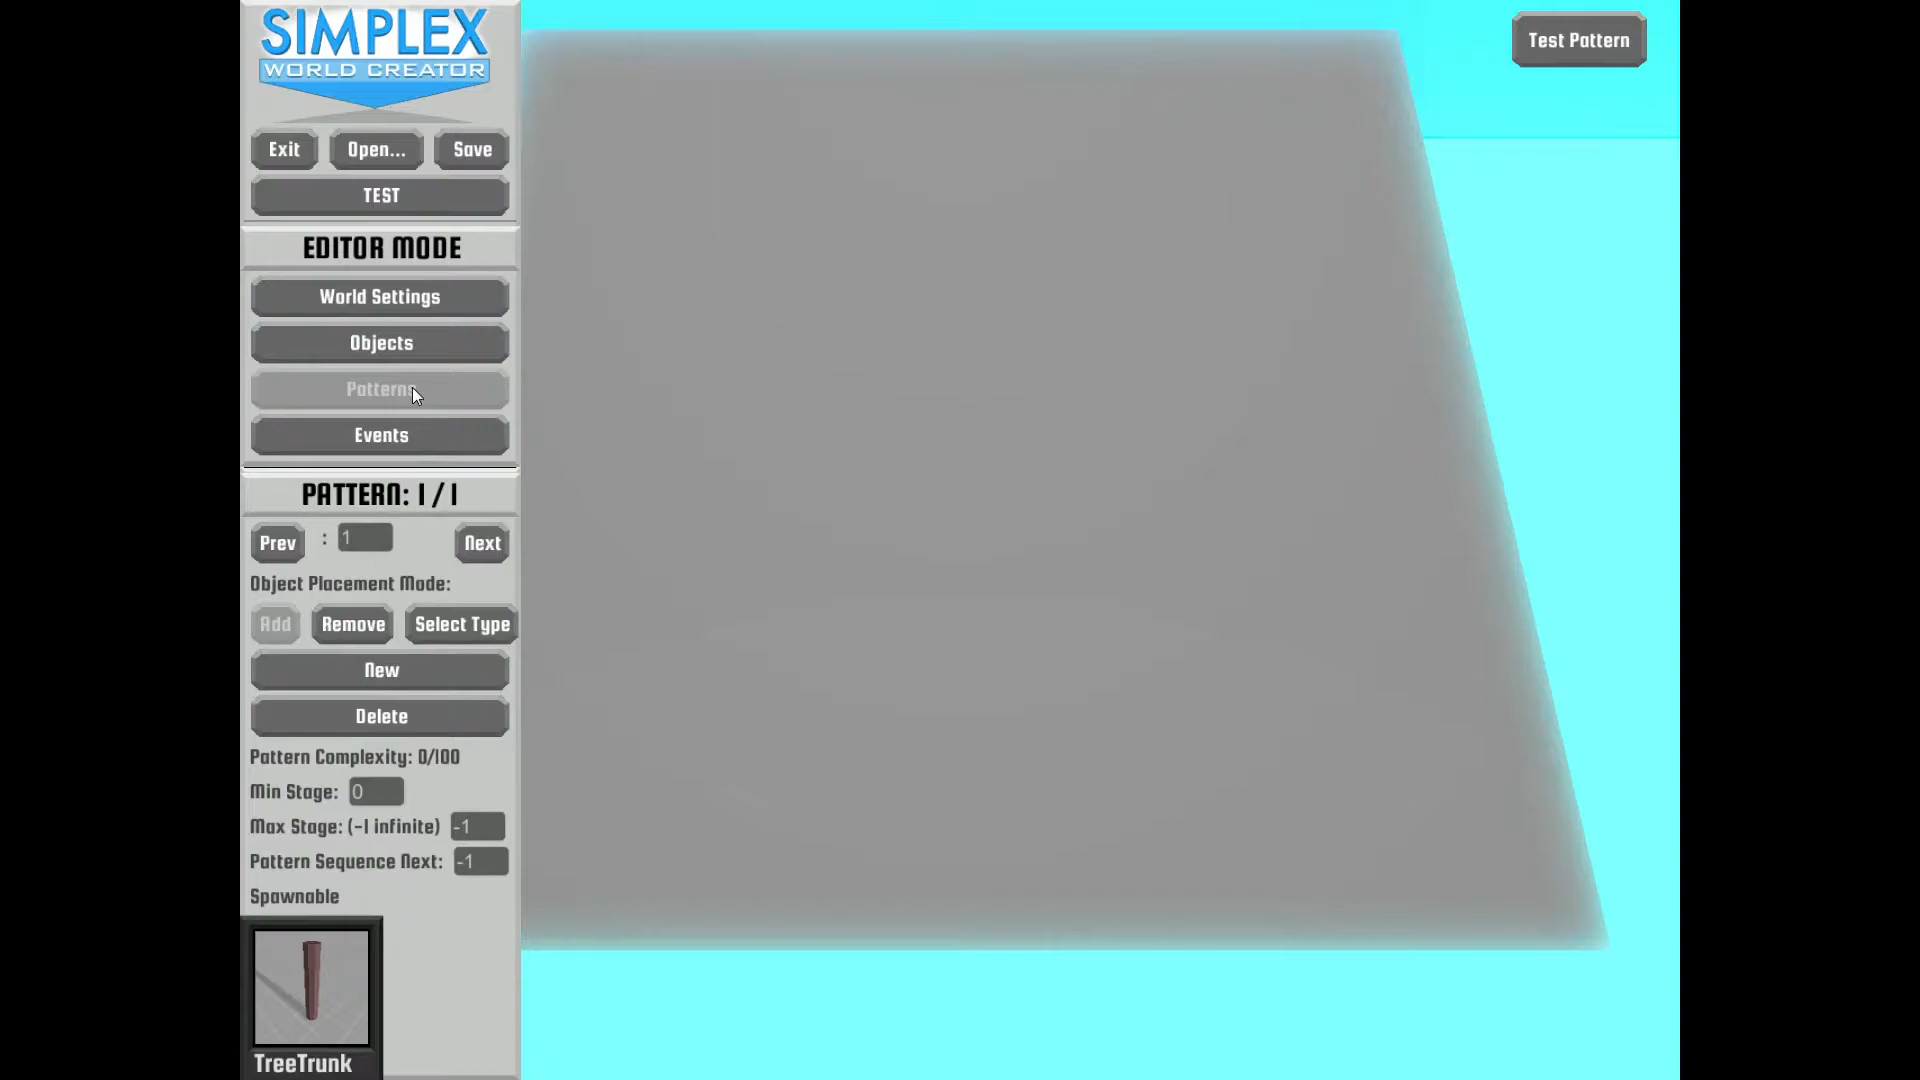 SIMPLEX
WORLD CREATOR
Exit Open... Save
TEST
EDITOR MODE
World Settings
Objects
Patterns
Events
PATTERN: 1 / 1
Prev : 1 Next
Object Placement Mode:
Add Remove Select Type
New
Delete
Pattern Complexity: 0/100
Min Stage: 0
Max Stage: (-1 infinite) -1
Pattern Sequence Next: -1
Spawnable
TreeTrunk
Test Pattern